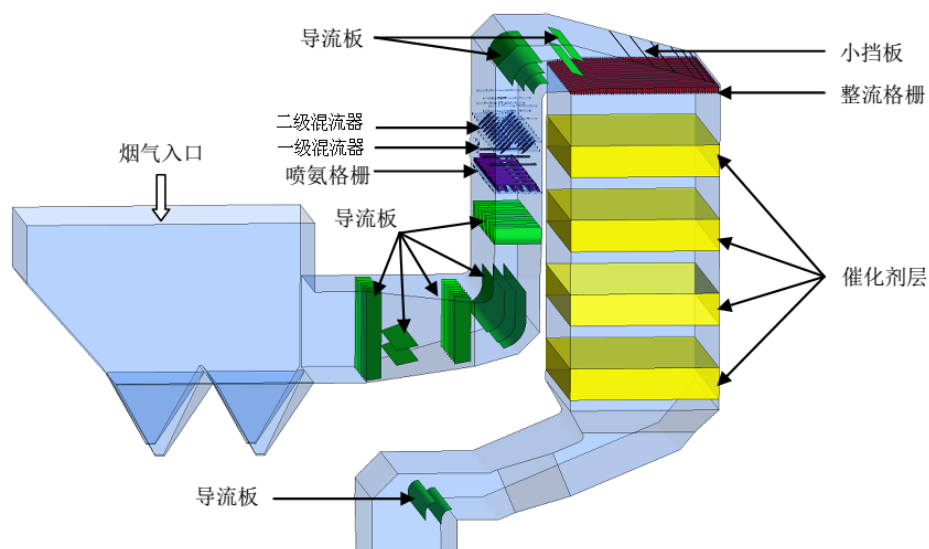 导流板
小挡板
整流格栅
二级混流器
一级混流器
喷氨格栅
烟气入口
导流板
催化剂层
导流板